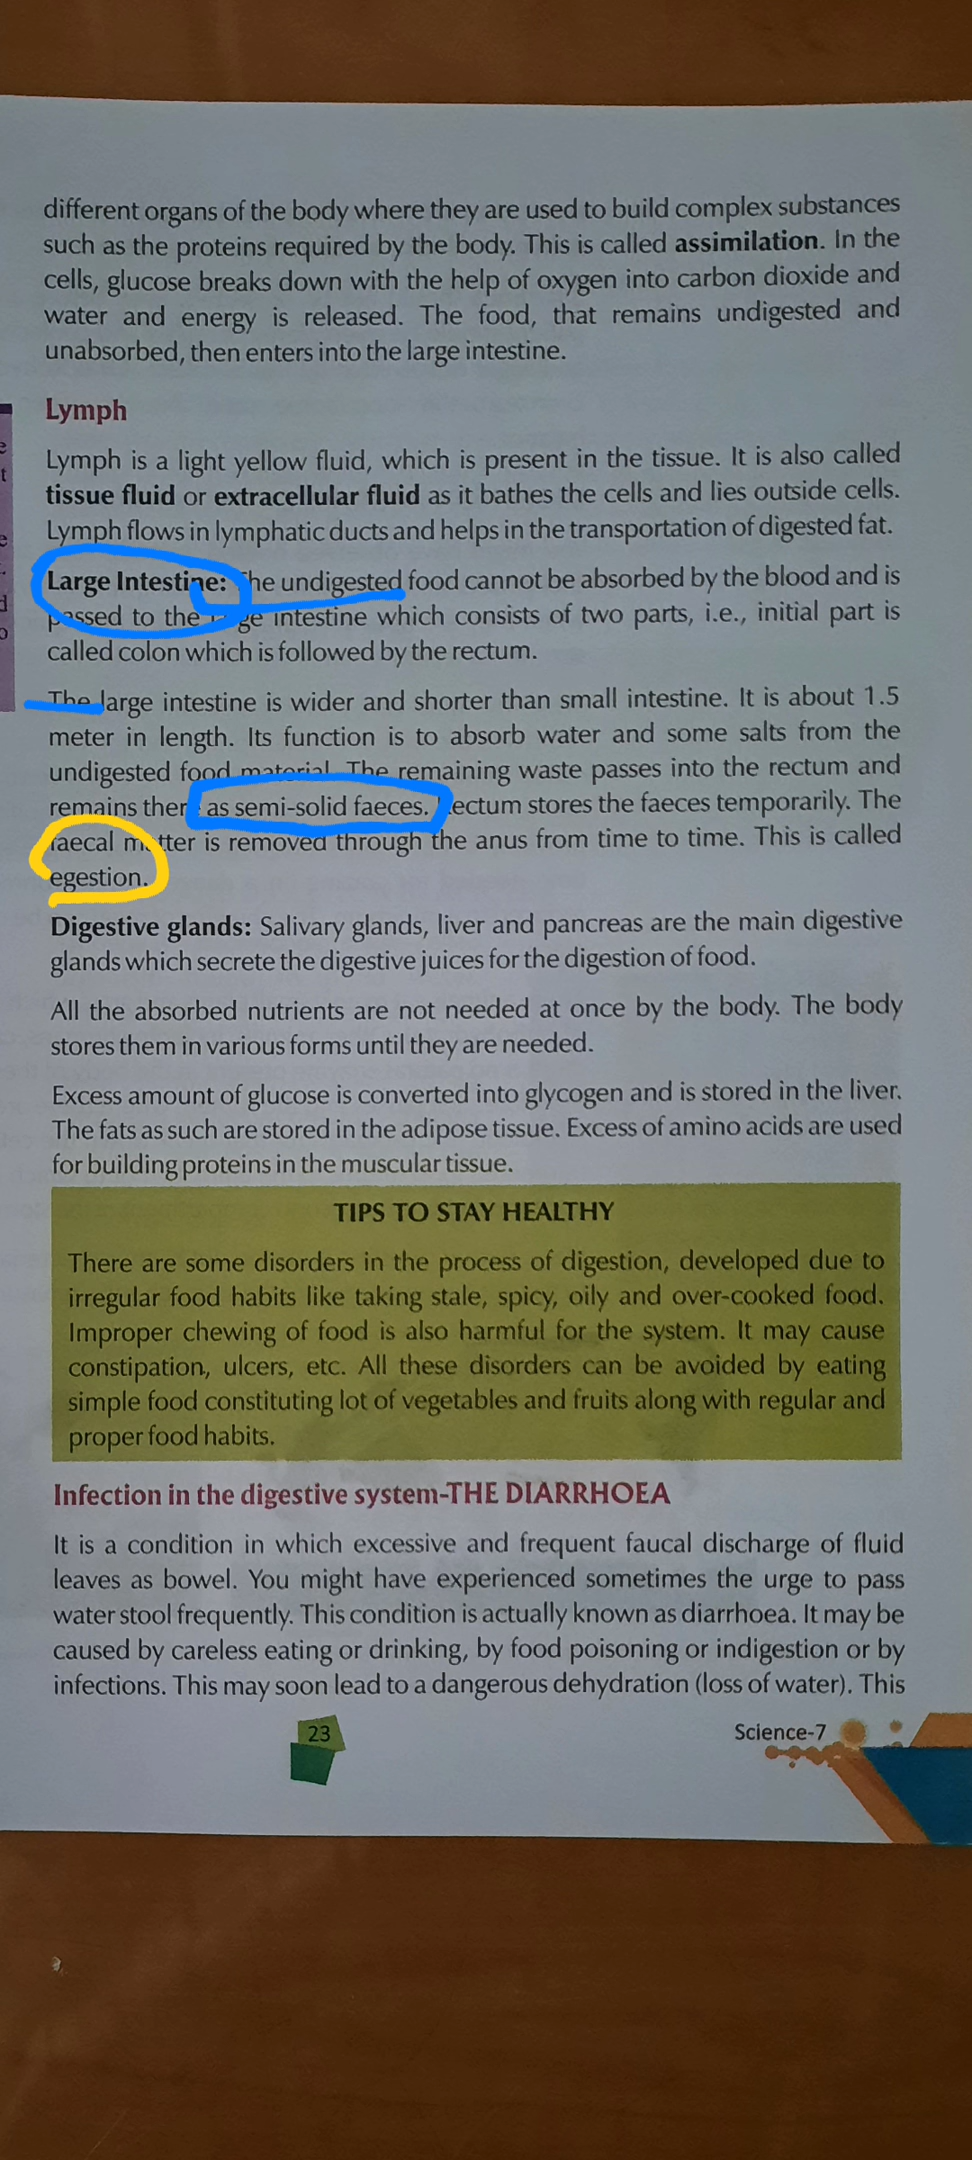 different organs of the body where they are used to build complex substances
such as the proteins required by the body. This is called assimilation. In the
cells, glucose breaks down with the help of oxygen into carbon dioxide and
water and energy is released. The food, that remains undigested and
unabsorbed, then enters into the large intestine.
Lymph
Lymph is a light yellow fluid, which is present in the tissue. It is also called
tissue fluid or extracellular fluid as it bathes the cells and lies outside cells.
Lymph flows in lymphatic ducts and helps in the transportation of digested fat.
Large Intestine: The undigested food cannot be absorbed by the blood and is
passed to the large intestine which consists of two parts, i.e., initial part is
called colon which is followed by the rectum.
The large intestine is wider and shorter than small intestine. It is about 1.5
meter in length. Its function is to absorb water and some salts from the
undigested food material. The remaining waste passes into the rectum and
remains there as semi-solid faeces. Rectum stores the faeces temporarily. The
faecal matter is removed through the anus from time to time. This is called
egestion.
Digestive glands: Salivary glands, liver and pancreas are the main digestive
glands which secrete the digestive juices for the digestion of food.
All the absorbed nutrients are not needed at once by the body. The body
stores them in various forms until they are needed.
Excess amount of glucose is converted into glycogen and is stored in the liver.
The fats as such are stored in the adipose tissue. Excess of amino acids are used
for building proteins in the muscular tissue.
TIPS TO STAY HEALTHY
There are some disorders in the process of digestion, developed due to
irregular food habits like taking stale, spicy, oily and over-cooked food.
Improper chewing of food is also harmful for the system. It may cause
constipation, ulcers, etc. All these disorders can be avoided by eating
simple food constituting lot of vegetables and fruits along with regular and
proper food habits.
Infection in the digestive system-THE DIARRHOEA
It is a condition in which excessive and frequent faucal discharge of fluid
leaves as bowel. You might have experienced sometimes the urge to pass
water stool frequently. This condition is actually known as diarrhoea. It may be
caused by careless eating or drinking, by food poisoning or indigestion or by
infections. This may soon lead to a dangerous dehydration (loss of water). This
23
Science-7